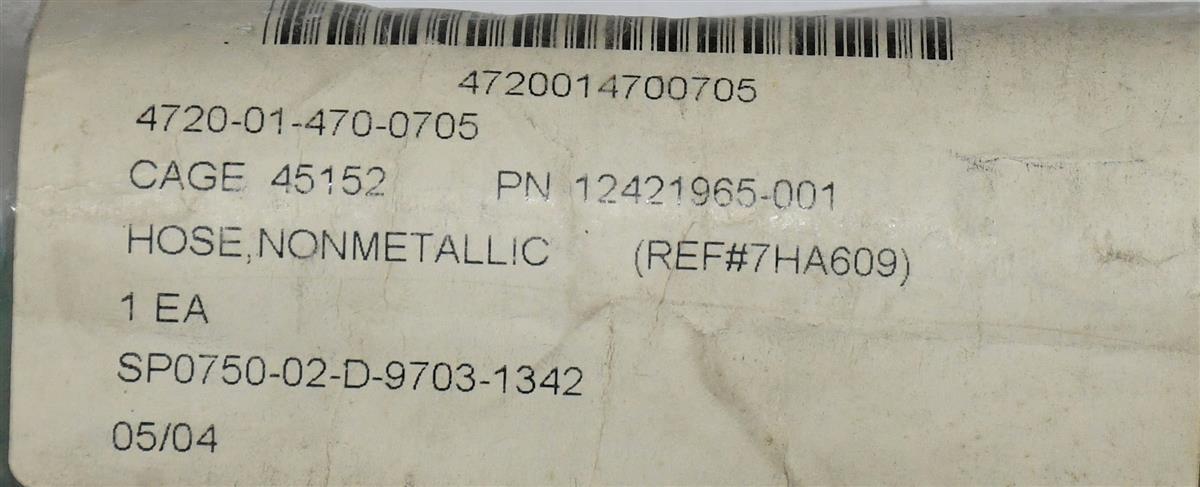 4720014700705
4720-01-470-0705
CAGE 45152 PN 12421965-001
HOSE,NONMETALLIC (REF#7HA609)
1 EA
SP0750-02-D-9703-1342
05/04